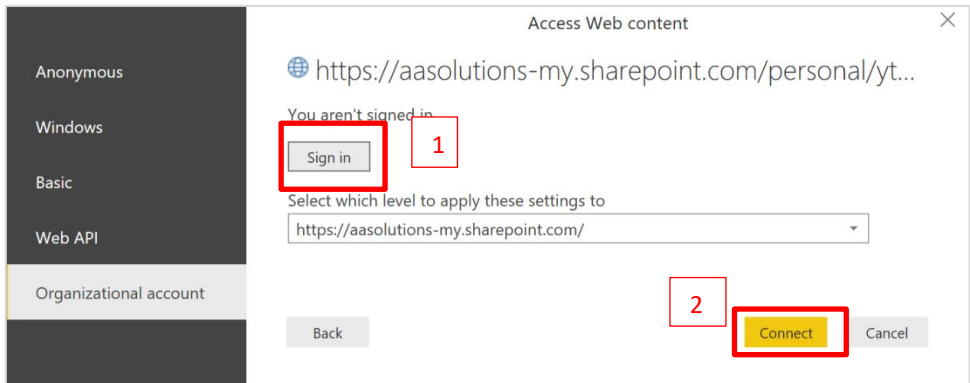 Access Web content
Anonymous
Windows
Basic
Web API
Organizational account
https://aasolutions-my.sharepoint.com/personal/yt...
You aren't signed in
1
Sign in
Select which level to apply these settings to
https://aasolutions-my.sharepoint.com/
2
Back
Connect
Cancel